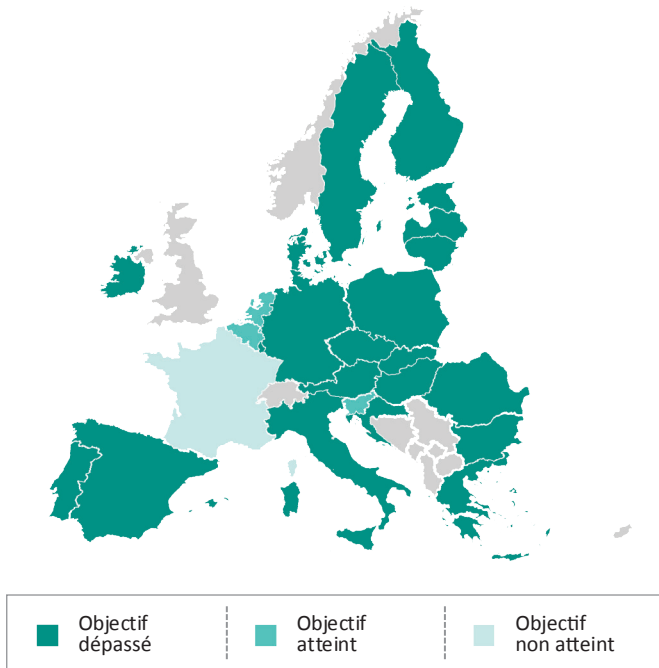 Objectif
dépassé
Objectif
atteint
Objectif
non atteint